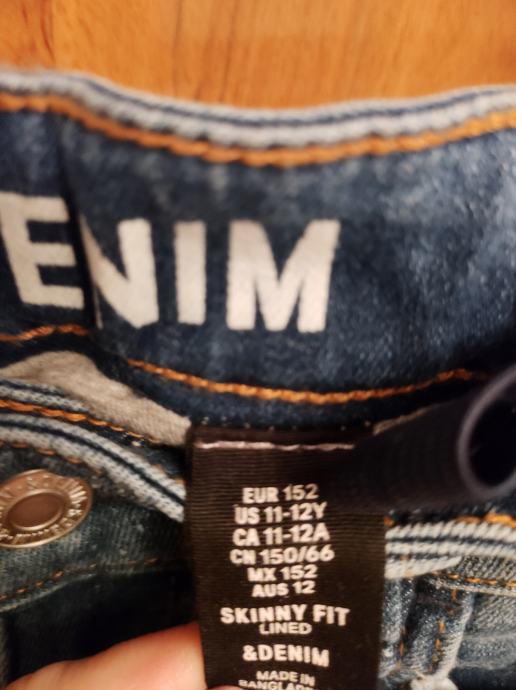 ENIM
EUR 152
US 11-12Y
CA 11-12A
CN 150/66
MX 152
AUS 12
SKINNY FIT
LINED
&DENIM
MADE IN
BANGLADE